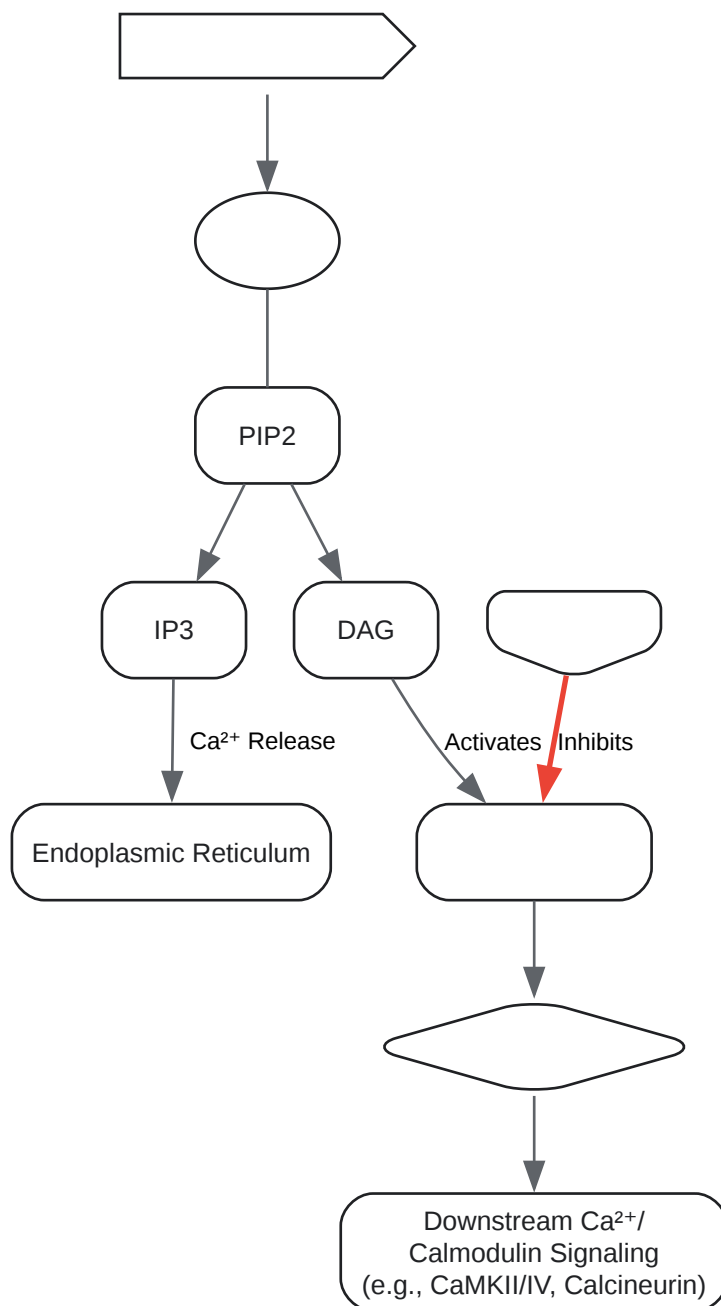 PIP2
IP3
DAG
Ca²⁺ Release
Activates
Inhibits
Endoplasmic Reticulum
Downstream Ca²⁺/
Calmodulin Signaling
(e.g., CaMKII/IV, Calcineurin)